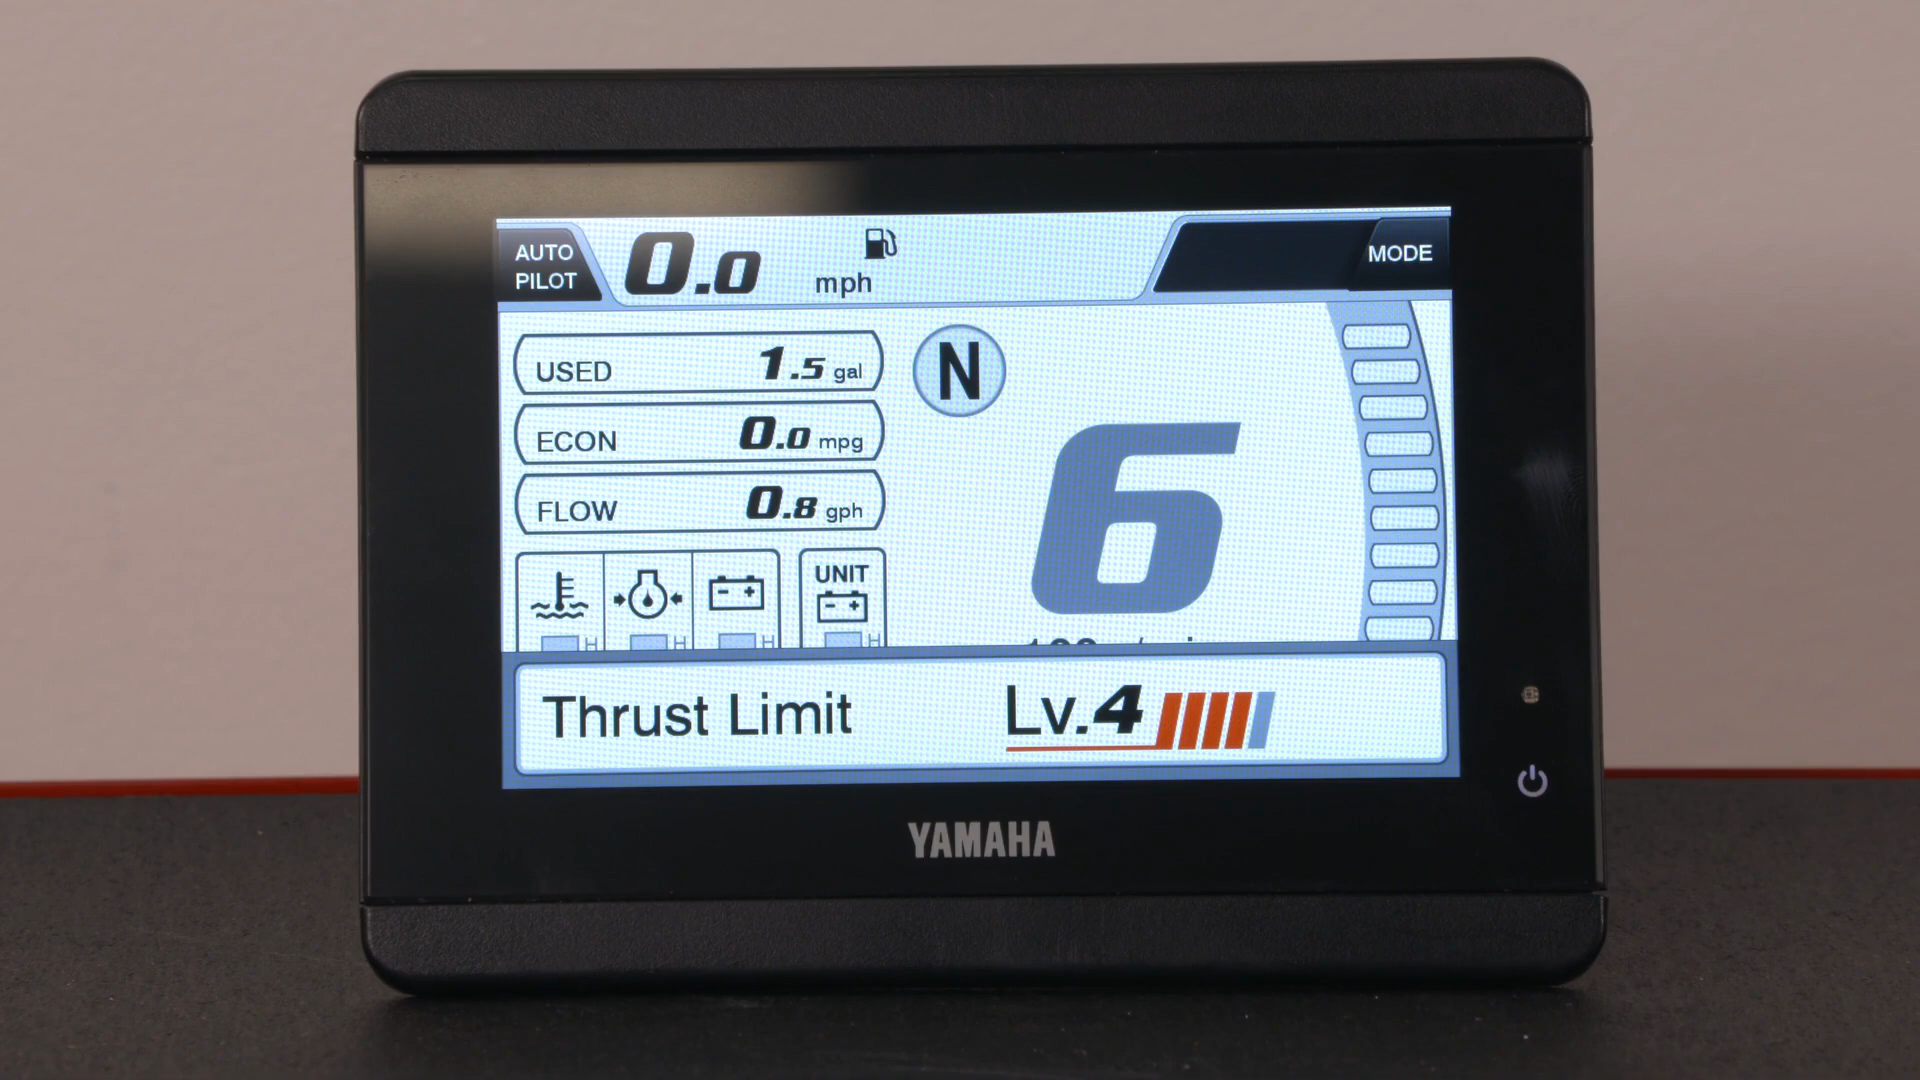 AUTO
PILOT
0.0 mph
MODE
USED 1.5 gal
N
ECON 0.0 mpg
6
FLOW 0.8 gph
UNIT
H H H H
Thrust Limit Lv.4
YAMAHA